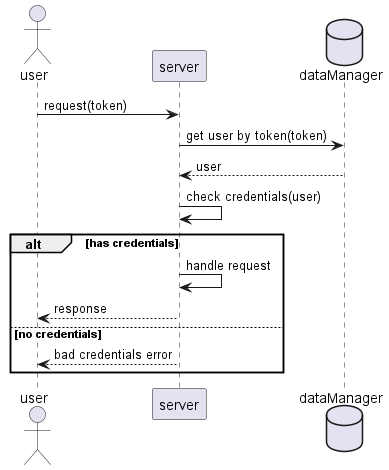 user
server
dataManager
request(token)
get user by token(token)
user
check credentials(user)
alt [has credentials]
handle request
response
[no credentials]
bad credentials error
user
server
dataManager